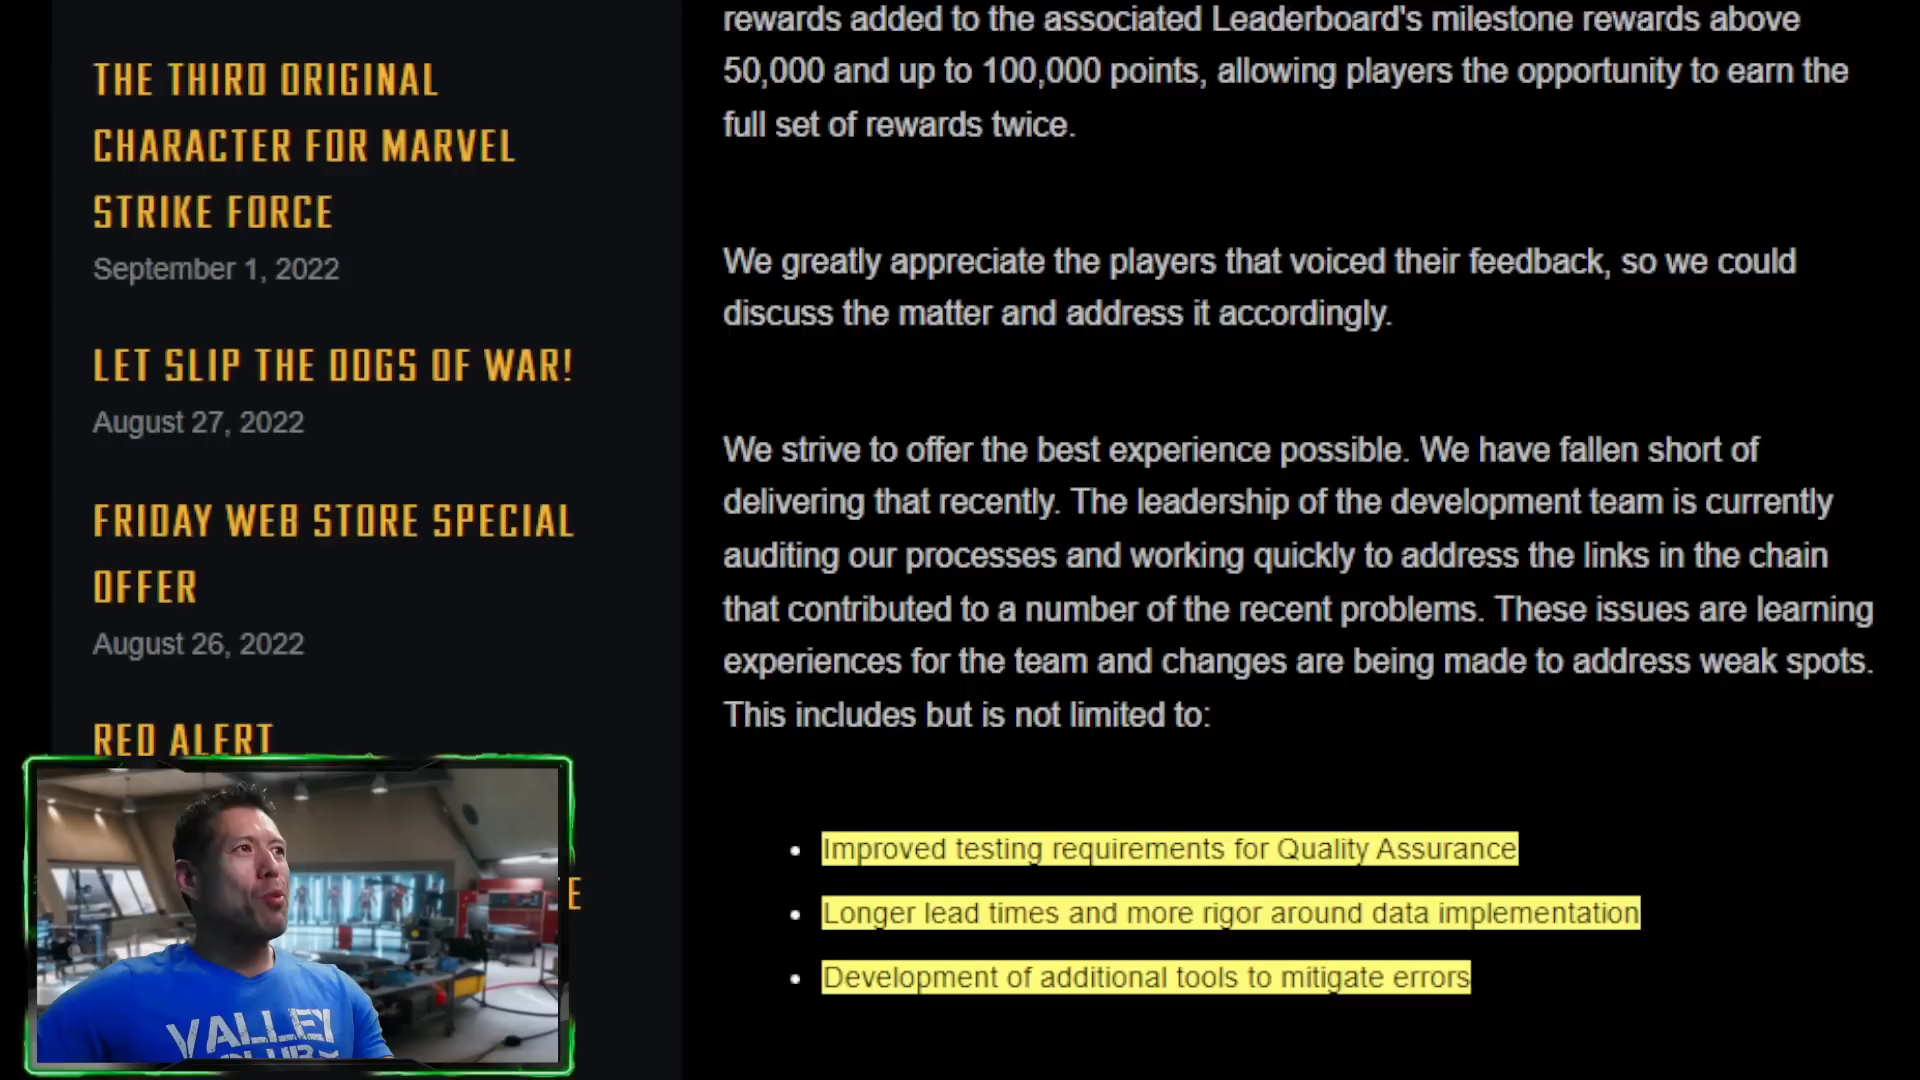 THE THIRD ORIGINAL
CHARACTER FOR MARVEL
STRIKE FORCE
September 1, 2022
LET SLIP THE DOGS OF WAR!
August 27, 2022
FRIDAY WEB STORE SPECIAL
OFFER
August 26, 2022
RED ALERT
rewards added to the associated Leaderboard's milestone rewards above
50,000 and up to 100,000 points, allowing players the opportunity to earn the
full set of rewards twice.
We greatly appreciate the players that voiced their feedback, so we could
discuss the matter and address it accordingly.
We strive to offer the best experience possible. We have fallen short of
delivering that recently. The leadership of the development team is currently
auditing our processes and working quickly to address the links in the chain
that contributed to a number of the recent problems. These issues are learning
experiences for the team and changes are being made to address weak spots.
This includes but is not limited to:
• Improved testing requirements for Quality Assurance
• Longer lead times and more rigor around data implementation
• Development of additional tools to mitigate errors
VALLEY